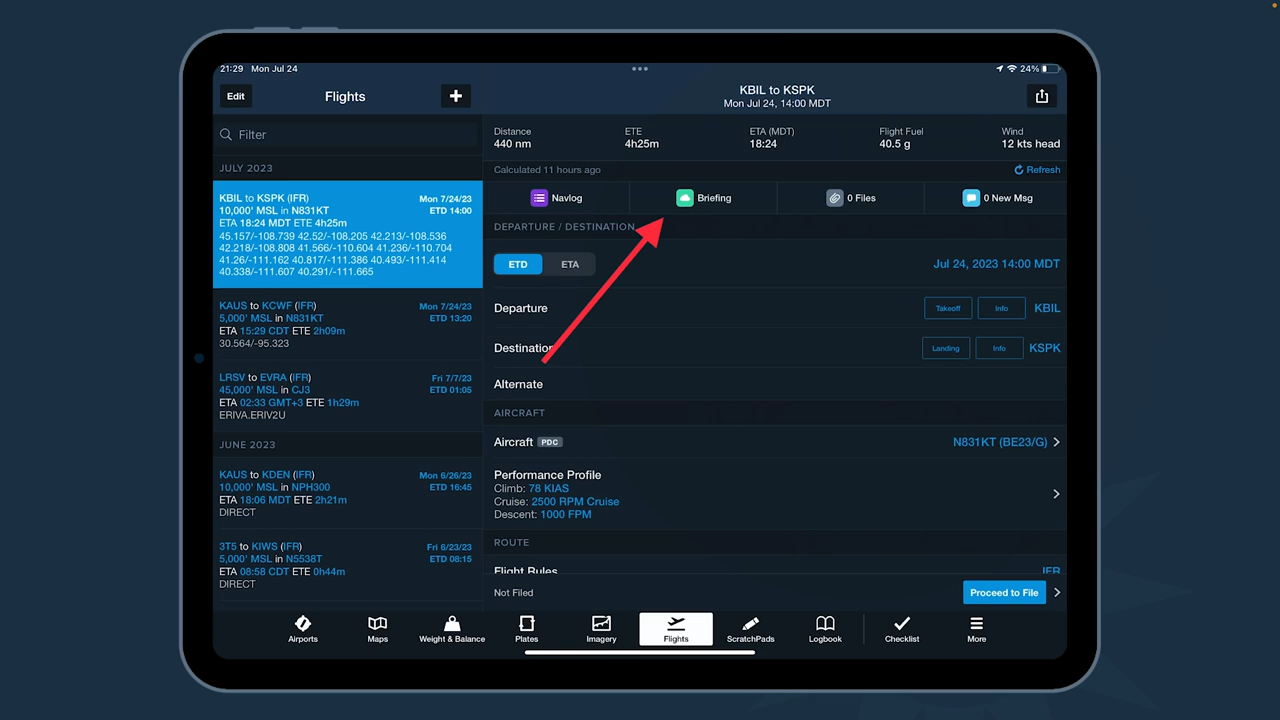 21:29 Mon Jul 24
24%
Edit
Flights
KBIL to KSPK
Mon Jul 24, 14:00 MDT
Filter
JULY 2023
KBIL to KSPK (IFR) Mon 7/24/23
10,000' MSL in N831KT ETD 14:00
ETA 18:24 MDT ETE 4h25m
45.157/-108.739 42.52/-108.205 42.213/-108.536
42.218/-108.808 41.566/-110.604 41.236/-110.704
41.26/-111.162 40.817/-111.386 40.493/-111.414
40.338/-111.607 40.291/-111.665
KAUS to KCWF (IFR) Mon 7/24/23
5,000' MSL in N831KT ETD 13:20
ETA 15:29 CDT ETE 2h09m
30.564/-95.323
LRSV to EVRA (IFR) Fri 7/7/23
45,000' MSL in CJ3 ETD 01:05
ETA 02:33 GMT+3 ETE 1h29m
ERIVA.ERIV2U
JUNE 2023
KAUS to KDEN (IFR) Mon 6/26/23
10,000' MSL in NPH300 ETD 16:45
ETA 18:06 MDT ETE 2h21m
DIRECT
3T5 to KIWS (IFR) Fri 6/23/23
5,000' MSL in N5538T ETD 08:15
ETA 08:58 CDT ETE 0h44m
DIRECT
Distance ETE ETA (MDT) Flight Fuel Wind
440 nm 4h25m 18:24 40.5 g 12 kts head
Calculated 11 hours ago Refresh
Navlog Briefing 0 Files 0 New Msg
DEPARTURE / DESTINATION
ETD ETA Jul 24, 2023 14:00 MDT
Departure Takeoff Info KBIL
Destination Landing Info KSPK
Alternate
AIRCRAFT
Aircraft PDC N831KT (BE23/G)
Performance Profile
Climb: 78 KIAS
Cruise: 2500 RPM Cruise
Descent: 1000 FPM
ROUTE
Flight Rules IFR
Not Filed Proceed to File
Airports Maps Weight & Balance Plates Imagery Flights ScratchPads Logbook Checklist More